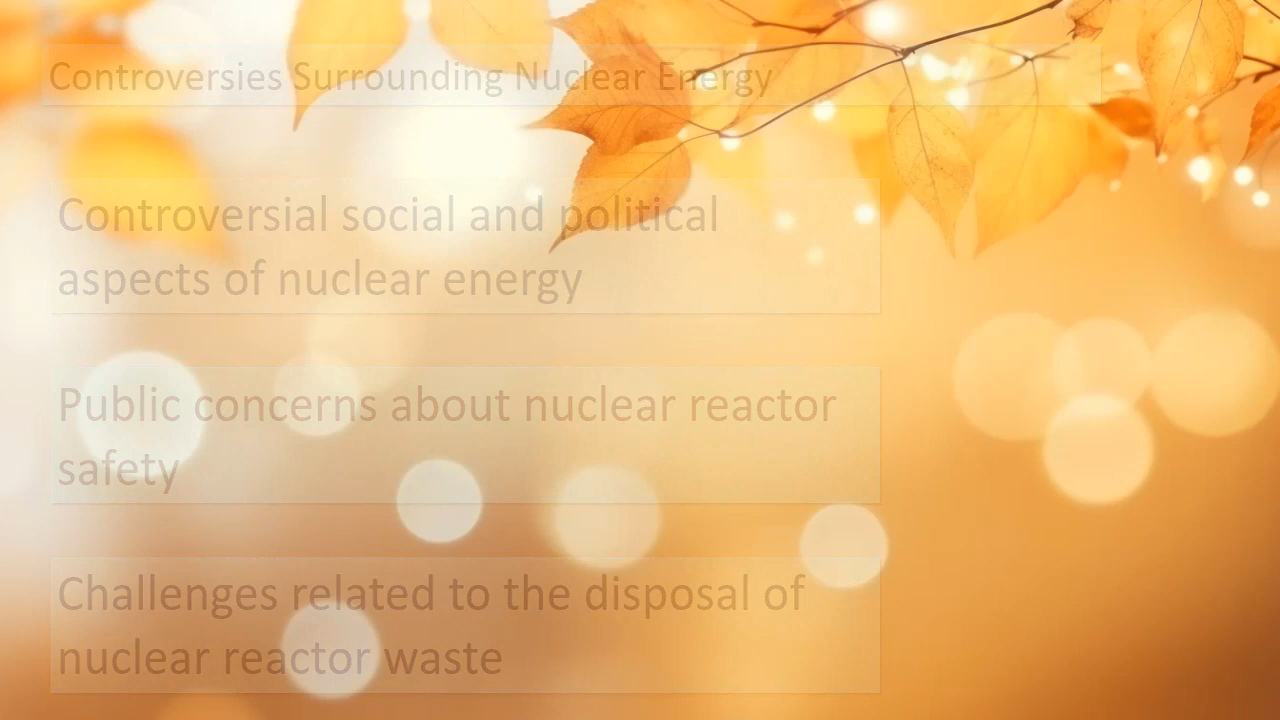 Controversies Surrounding Nuclear Energy
Controversial social and political
aspects of nuclear energy
Public concerns about nuclear reactor
safety
Challenges related to the disposal of
nuclear reactor waste